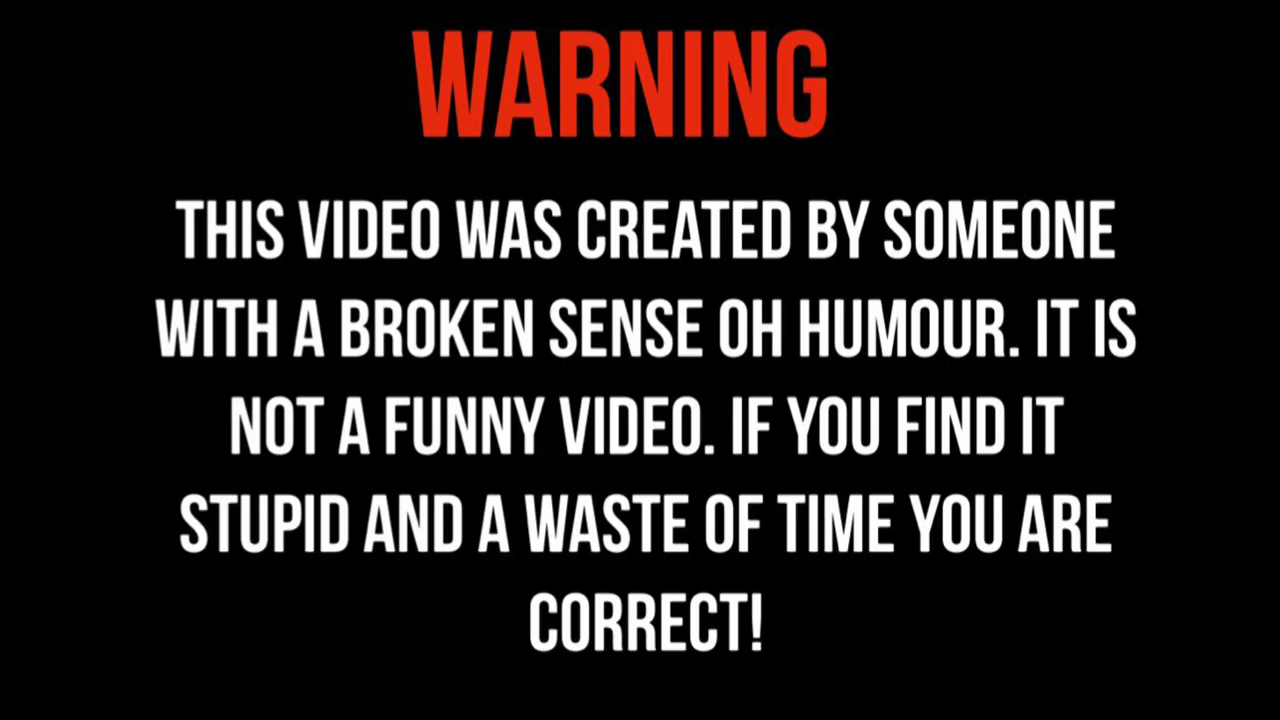 WARNING
THIS VIDEO WAS CREATED BY SOMEONE
WITH A BROKEN SENSE OH HUMOUR. IT IS
NOT A FUNNY VIDEO. IF YOU FIND IT
STUPID AND A WASTE OF TIME YOU ARE
CORRECT!